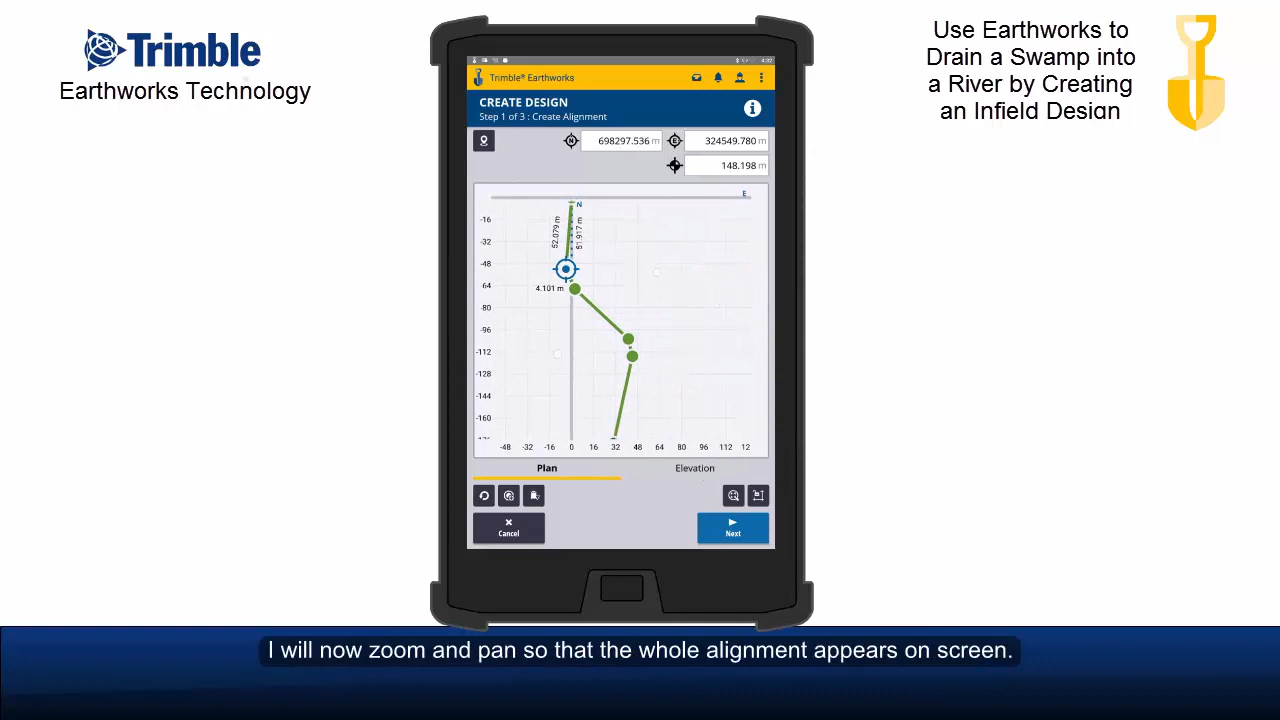 Trimble
Earthworks Technology
Use Earthworks to
Drain a Swamp into
a River by Creating
an Infield Design
4:32
Trimble® Earthworks
CREATE DESIGN
Step 1 of 3 : Create Alignment
N
698297.536 m
E
324549.780 m
148.198 m
E
N
-16
-32
-48
64
-80
-96
-112
-128
-144
-160
52.079 m
51.917 m
4.101 m
-48 -32 -16 0 16 32 48 64 80 96 112 12
Plan
Elevation
Cancel
Next
I will now zoom and pan so that the whole alignment appears on screen.